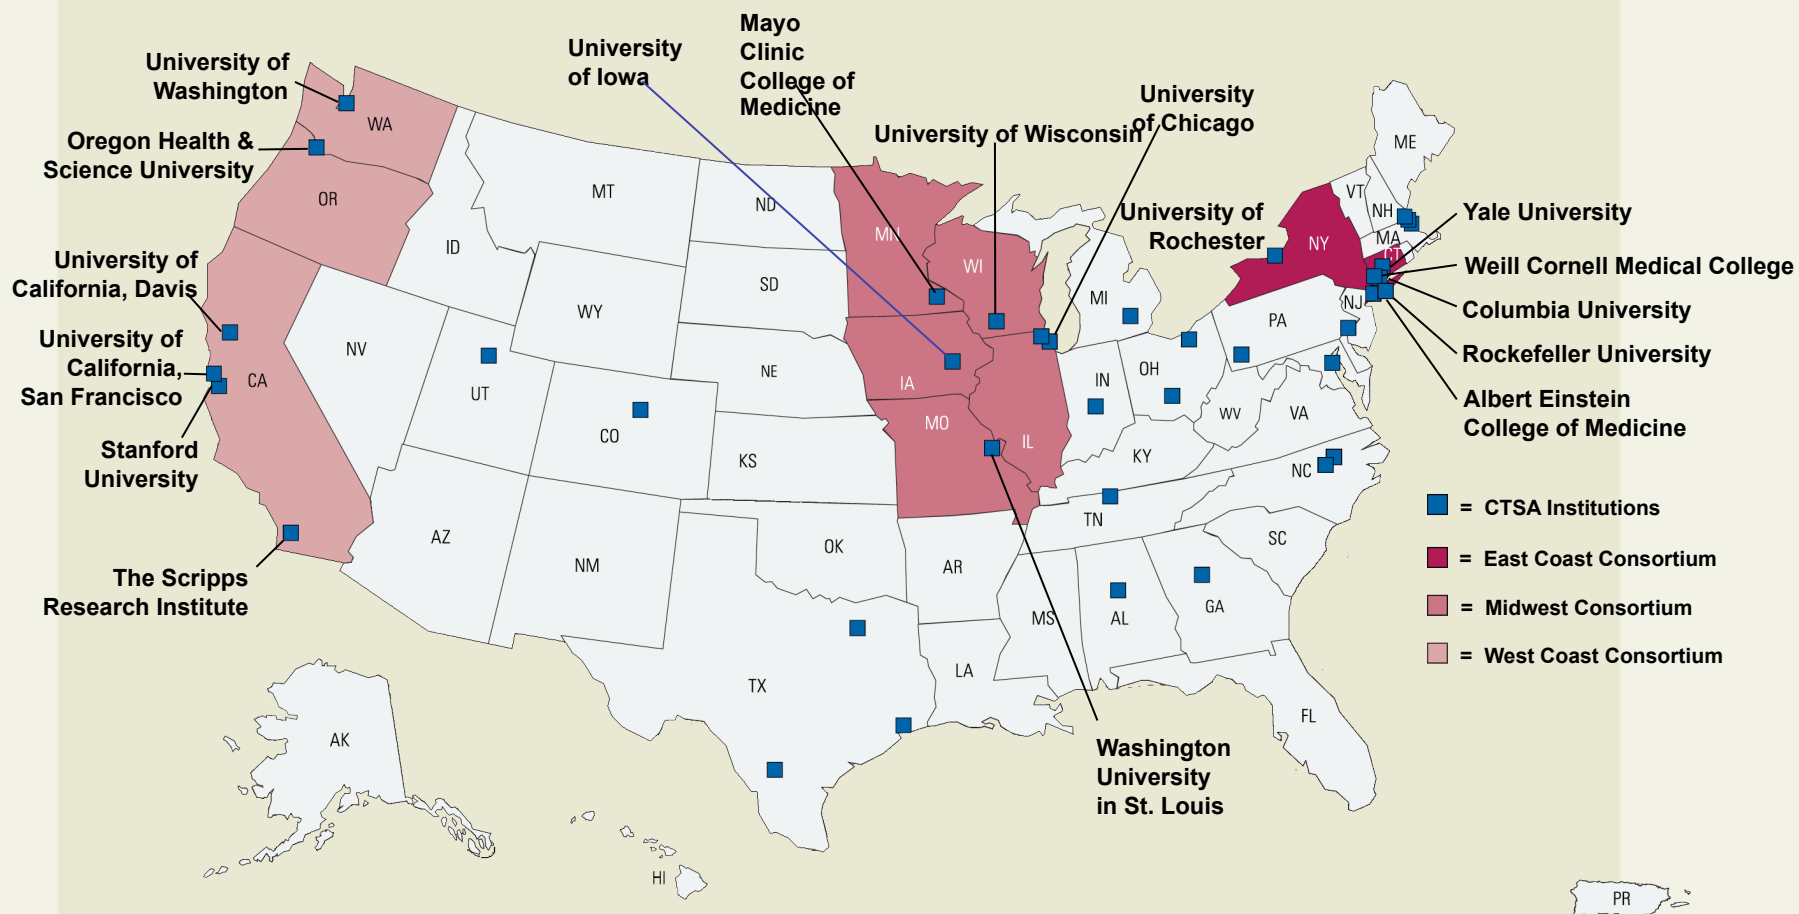 Mayo
Clinic
College of
Medicine
University
of Iowa
University of
Washington
University
of Chicago
University of Wisconsin
Oregon Health &
Science University
University of
Rochester
Yale University
Weill Cornell Medical College
Columbia University
Rockefeller University
Albert Einstein
College of Medicine
University of
California, Davis
University of
California,
San Francisco
Stanford
University
The Scripps
Research Institute
Washington
University
in St. Louis
WA
OR
ID
MT
ND
MN
WI
MI
NY
VT
NH
ME
MA
CT
NJ
PA
SD
WY
NV
CA
UT
CO
NE
IA
IL
IN
OH
WV
VA
KS
MO
KY
NC
TN
SC
AZ
NM
OK
AR
MS
AL
GA
TX
LA
FL
AK
HI
PR
= CTSA Institutions
= East Coast Consortium
= Midwest Consortium
= West Coast Consortium